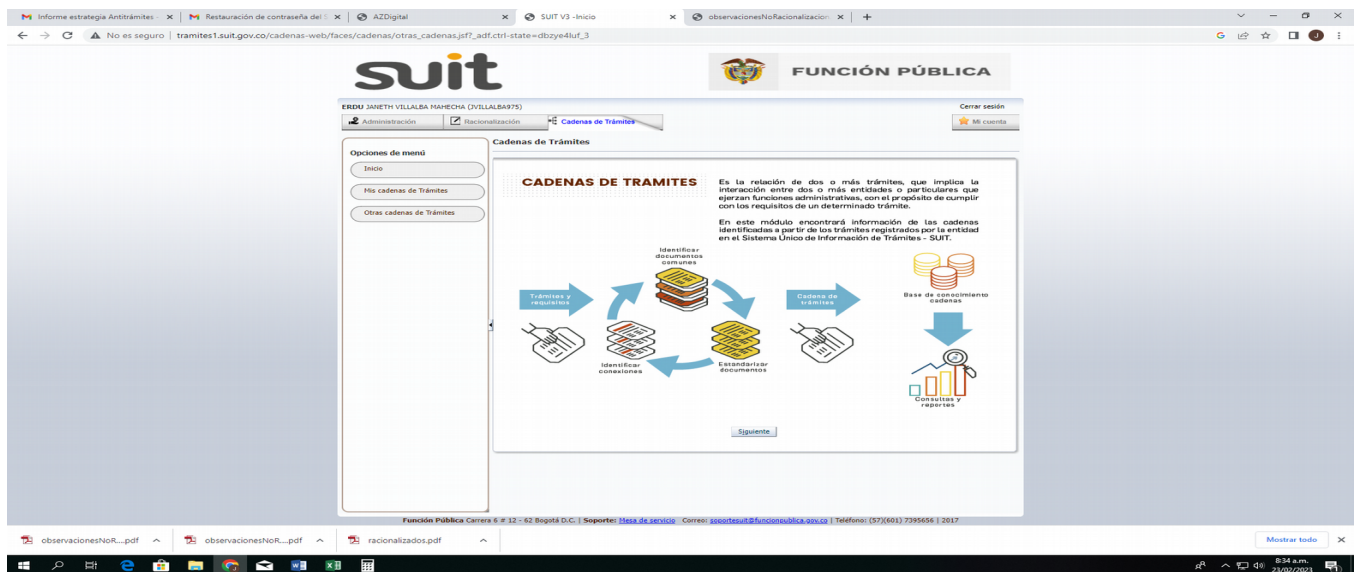 Informe estrategia Antitrámites -
Restauración de contraseña del S
AZDigital
SUIT V3 -Inicio
observacionesNoRacionalizacion
No es seguro | tramites1.suit.gov.co/cadenas-web/faces/cadenas/otras_cadenas.jsf?_adf.ctrl-state=dbzye4luf_3
suit
FUNCIÓN PÚBLICA
ERDU JANETH VILLALBA MAHECHA (JVILLALBA975)
Cerrar sesión
Administración
Racionalización
Cadenas de Trámites
Mi cuenta
Opciones de menú
Inicio
Mis cadenas de Trámites
Otras cadenas de Trámites
Cadenas de Trámites
CADENAS DE TRAMITES
Es la relación de dos o más trámites, que implica la
interacción entre dos o más entidades o particulares que
ejerzan funciones administrativas, con el propósito de cumplir
con los requisitos de un determinado trámite.
En este módulo encontrará información de las cadenas
identificadas a partir de los trámites registrados por la entidad
en el Sistema Único de Información de Trámites - SUIT.
Identificar
documentos
comunes
Trámites y
requisitos
Cadena de
trámites
Base de conocimiento
cadenas
Identificar
conexiones
Estandarizar
documentos
Consultas y
reportes
Siguiente
Función Pública Carrera 6 # 12 - 62 Bogotá D.C. | Soporte: Mesa de servicio Correo: soportesuit@funcionpublica.gov.co | Teléfono: (57)(601) 7395656 | 2017
observacionesNoR....pdf
observacionesNoR....pdf
racionalizados.pdf
Mostrar todo
8:34 a.m.
23/02/2023